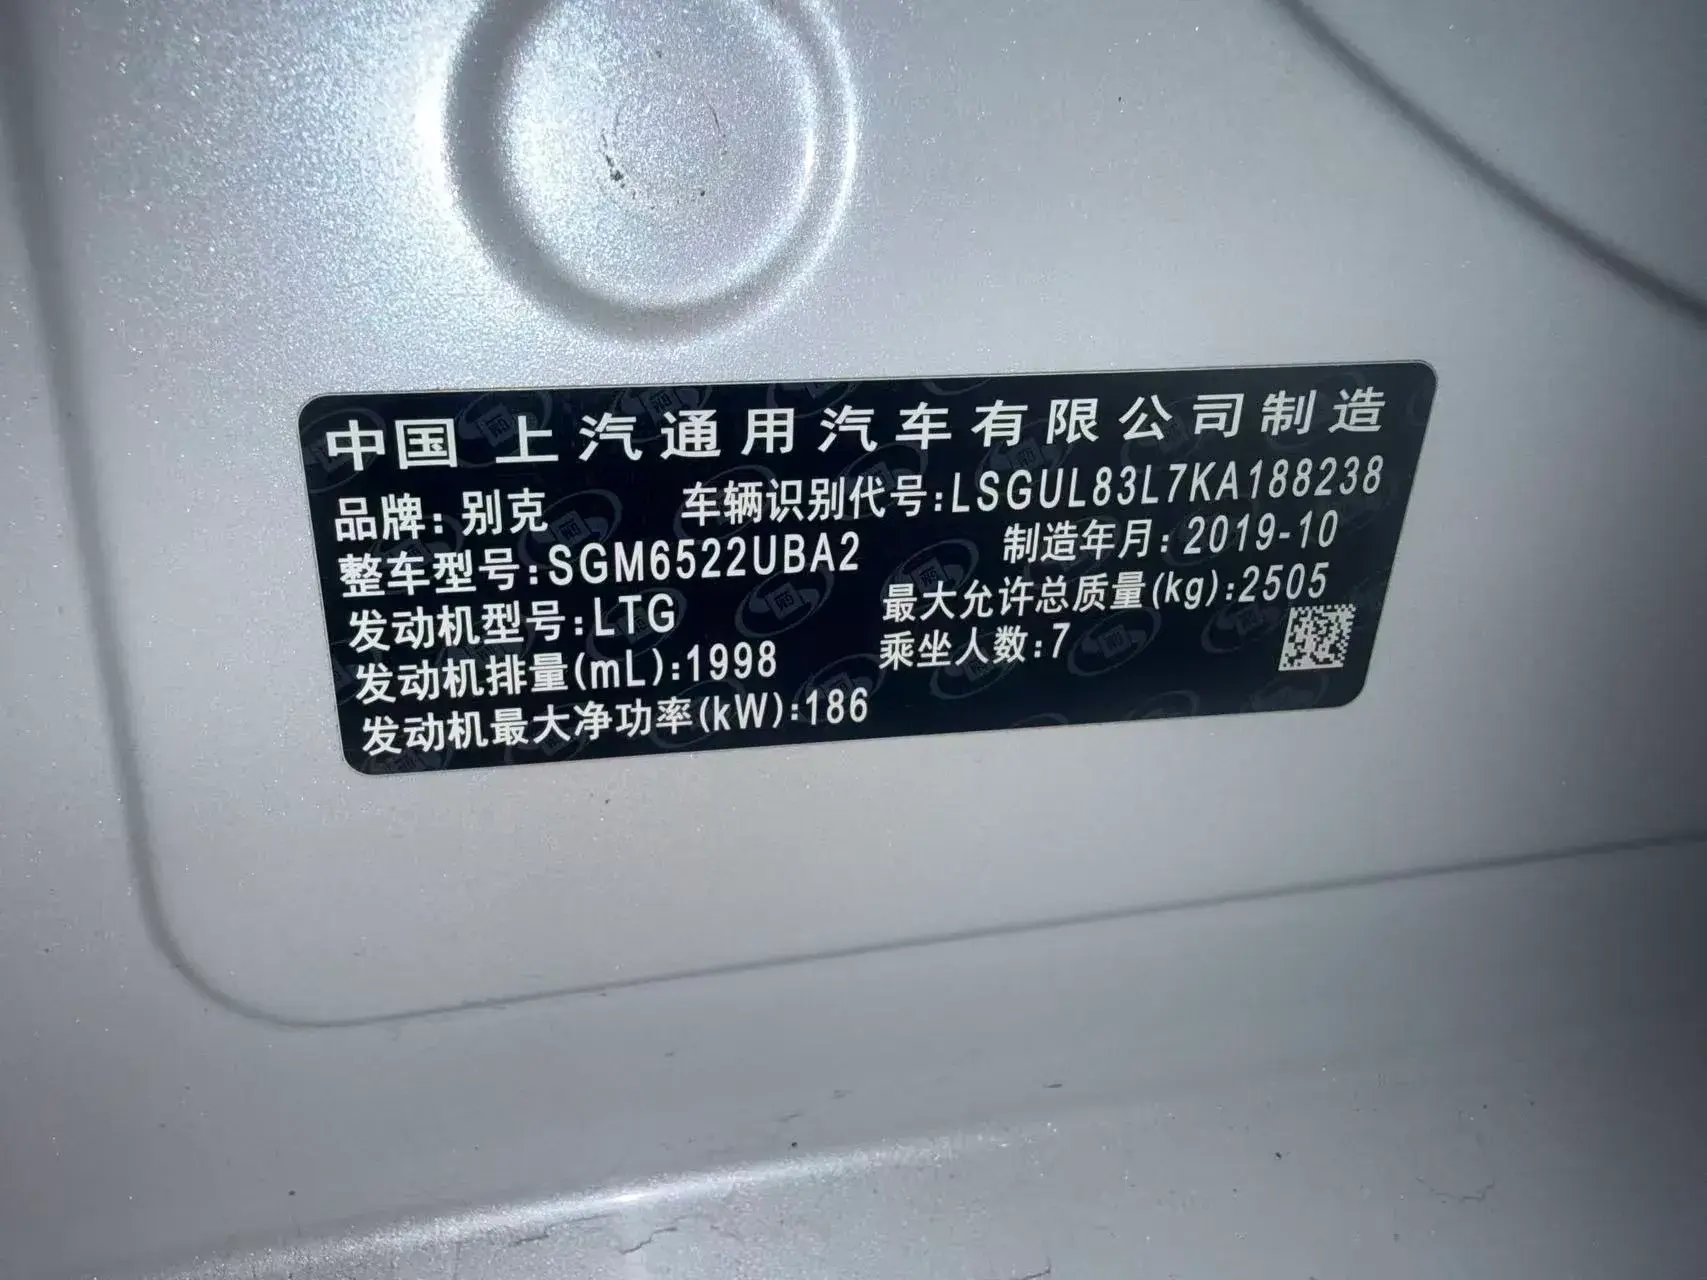 中国 上汽通用汽车有限公司制造
品牌: 别克 车辆识别代号:LSGUL83L7KA188238
整车型号:SGM6522UBA2 制造年月: 2019-10
发动机型号:LTG 最大允许总质量(kg):2505
发动机排量(mL):1998 乘坐人数:7
发动机最大净功率(kW):186